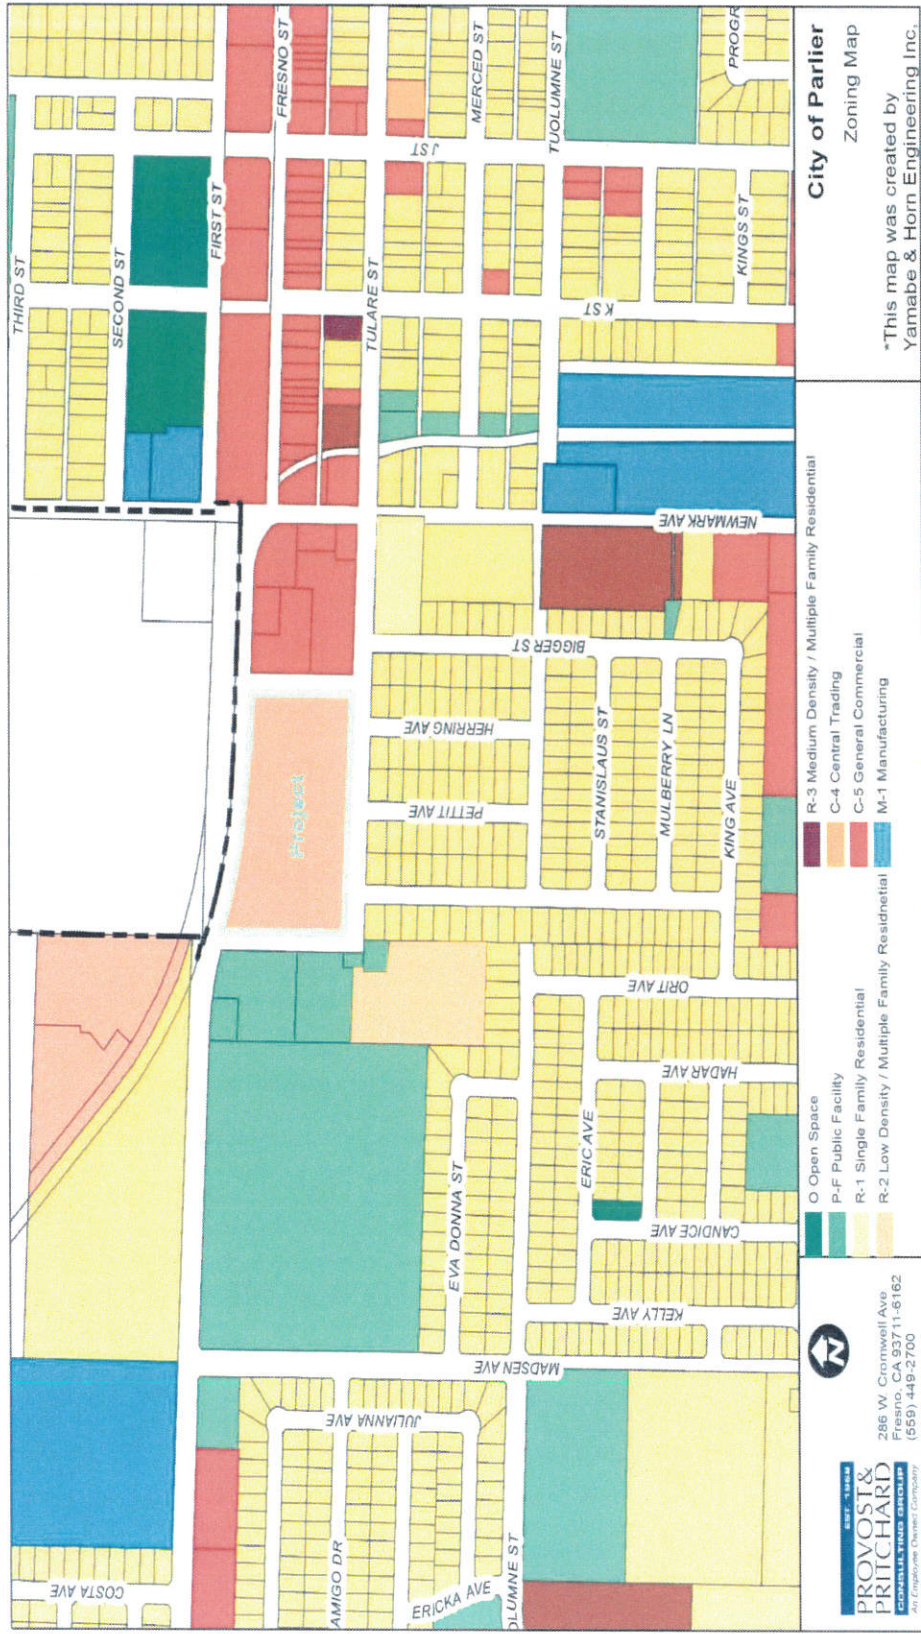 THIRD ST
SECOND ST
FIRST ST
FRESNO ST
TULARE ST
MERCED ST
TUOLUMNE ST
J ST
K ST
KINGS ST
PROGR
NEWMARK AVE
BIGGER ST
HERRING AVE
PETTIT AVE
STANISLAUS ST
MULBERRY LN
KING AVE
Project
ORIT AVE
HADAR AVE
ERIC AVE
EVA DONNA ST
CANDICE AVE
KELLY AVE
MADSEN AVE
JULIANNA AVE
AMIGO DR
ERICKA AVE
OLUMNE ST
COSTA AVE
EST. 1968
PROVOST&
PRITCHARD
CONSULTING GROUP
An Employee Owned Company
286 W. Cromwell Ave
Fresno, CA 93711-6162
(559) 449-2700
N
O Open Space
P-F Public Facility
R-1 Single Family Residential
R-2 Low Density / Multiple Family Residnetial
R-3 Medium Density / Multiple Family Residential
C-4 Central Trading
C-5 General Commercial
M-1 Manufacturing
City of Parlier
Zoning Map
*This map was created by
Yamabe & Horn Engineering Inc.